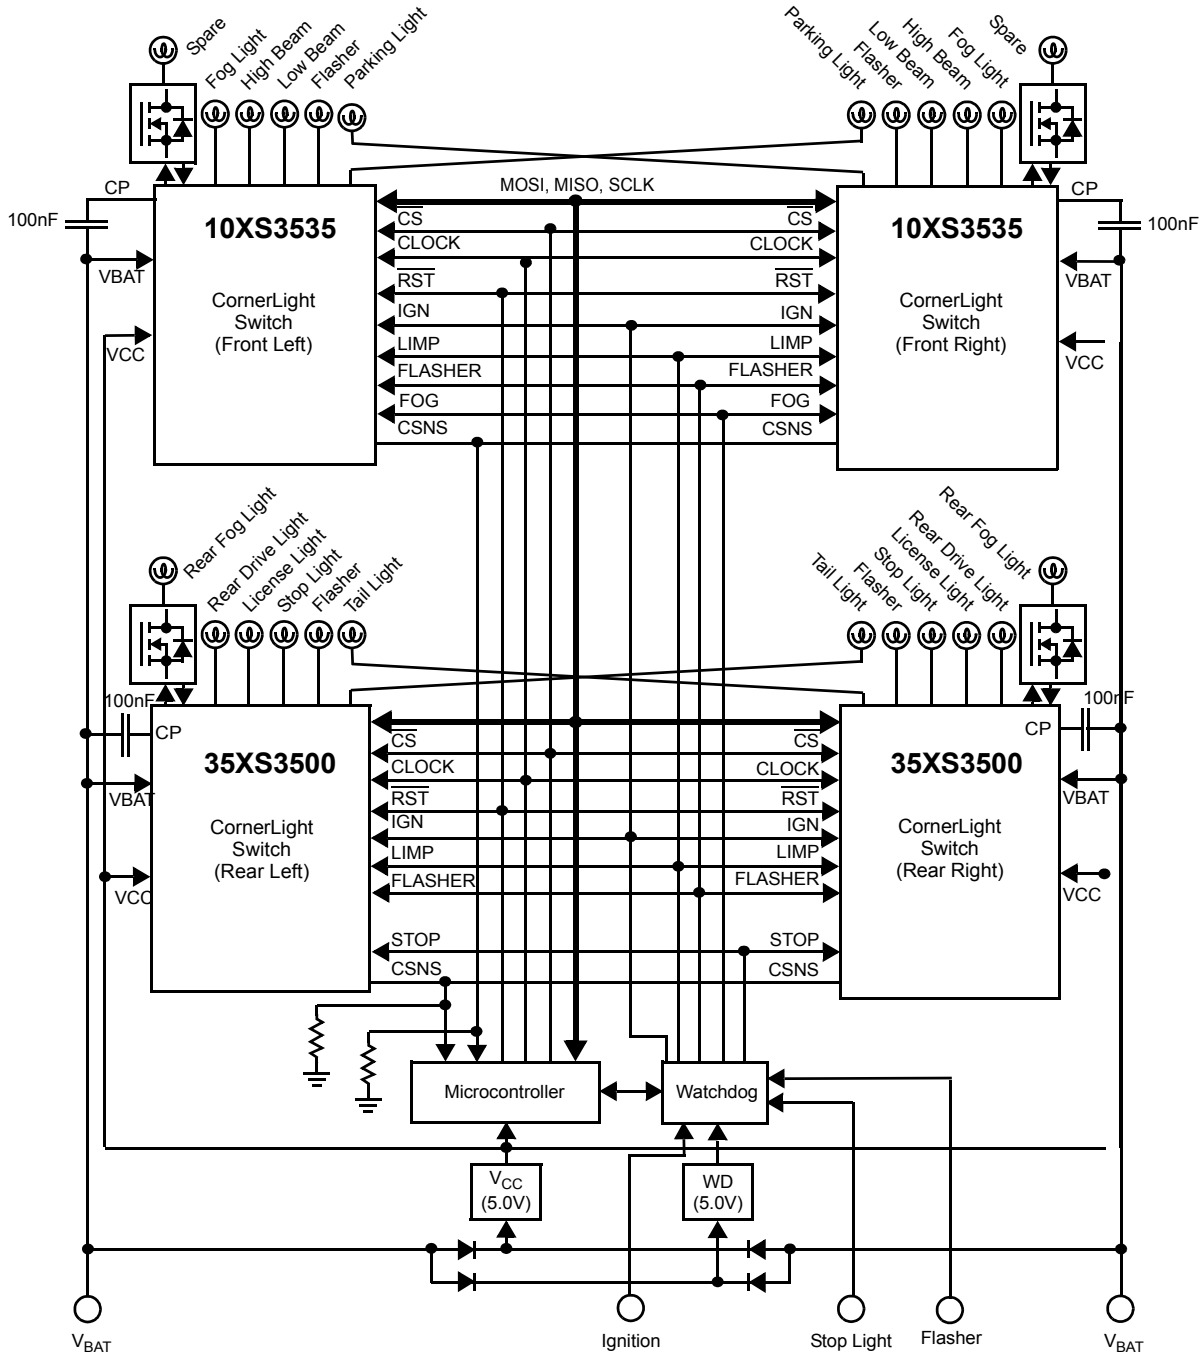 Spare
Fog Light
High Beam
Low Beam
Flasher
Parking Light
Parking Light
Flasher
Low Beam
High Beam
Fog Light
Spare
CP
MOSI, MISO, SCLK
CP
100nF
10XS3535
CS
CS
10XS3535
100nF
CLOCK
CLOCK
VBAT
RST
RST
VBAT
CornerLight
Switch
(Front Left)
IGN
IGN
CornerLight
Switch
(Front Right)
VCC
LIMP
LIMP
VCC
FLASHER
FLASHER
FOG
FOG
CSNS
CSNS
Rear Fog Light
Rear Drive Light
License Light
Stop Light
Flasher
Tail Light
Tail Light
Flasher
Stop Light
License Light
Rear Drive Light
Rear Fog Light
100nF
100nF
CP
CP
35XS3500
CS
CS
35XS3500
CLOCK
CLOCK
VBAT
RST
RST
VBAT
CornerLight
Switch
(Rear Left)
IGN
IGN
CornerLight
Switch
(Rear Right)
LIMP
LIMP
VCC
FLASHER
FLASHER
VCC
STOP
STOP
CSNS
CSNS
Microcontroller
Watchdog
VCC
(5.0V)
WD
(5.0V)
VBAT
Ignition
Stop Light
Flasher
VBAT